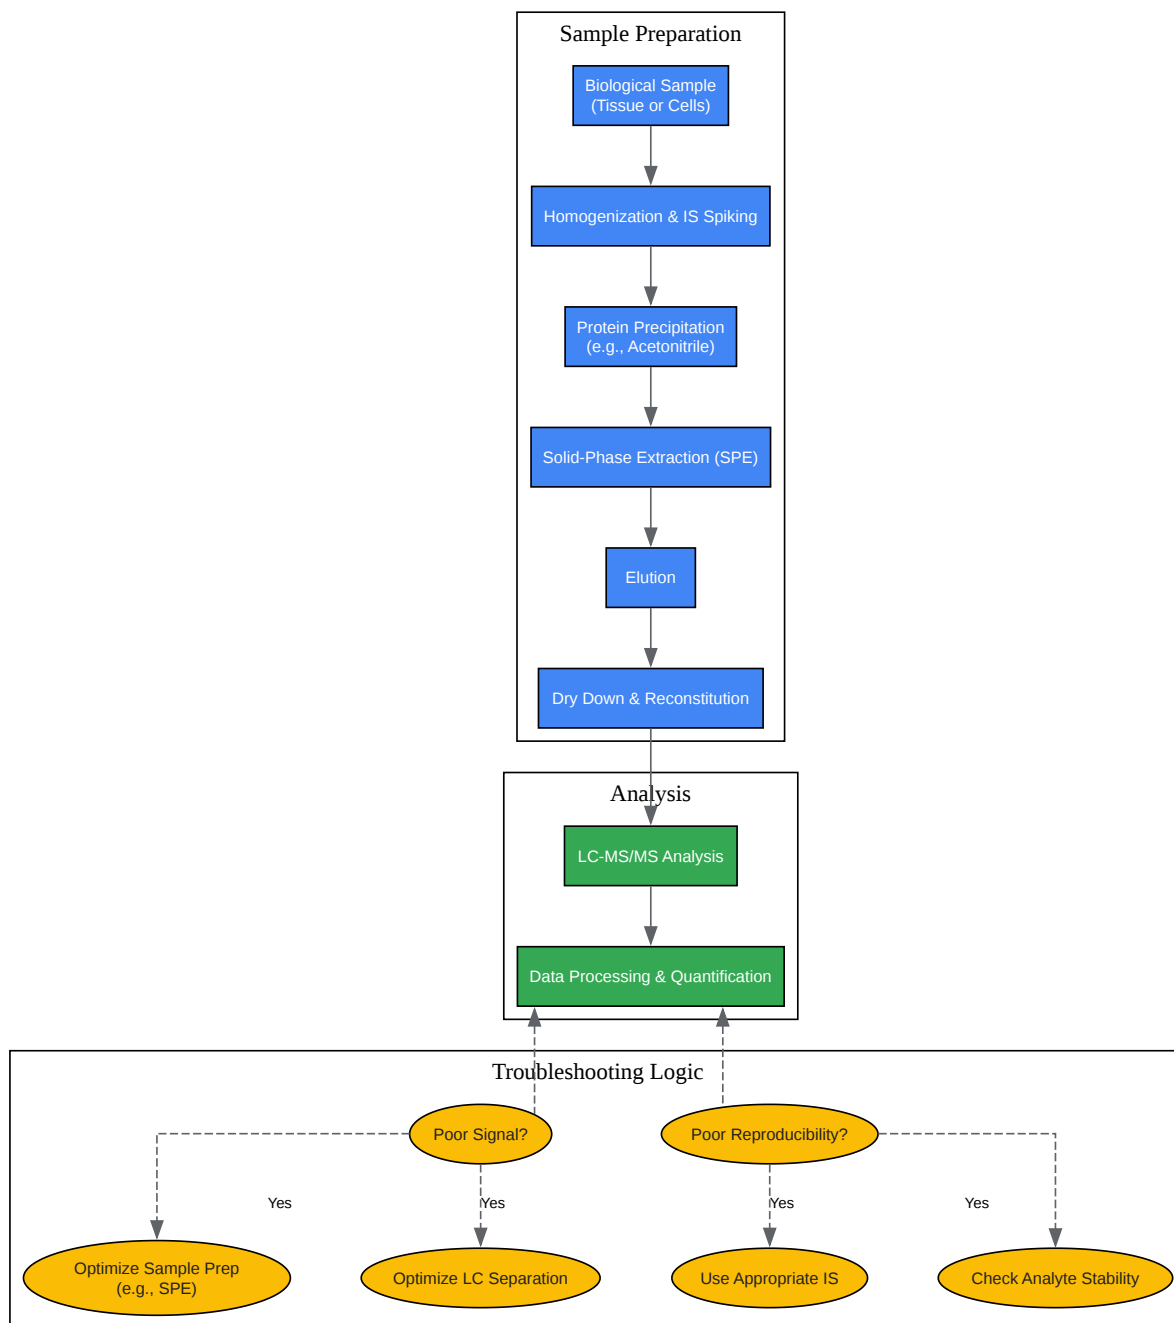 Sample Preparation
Biological Sample
(Tissue or Cells)
Homogenization & IS Spiking
Protein Precipitation
(e.g., Acetonitrile)
Solid-Phase Extraction (SPE)
Elution
Dry Down & Reconstitution
Analysis
LC-MS/MS Analysis
Data Processing & Quantification
Troubleshooting Logic
Poor Signal?
Poor Reproducibility?
Yes
Yes
Yes
Yes
Optimize Sample Prep
(e.g., SPE)
Optimize LC Separation
Use Appropriate IS
Check Analyte Stability